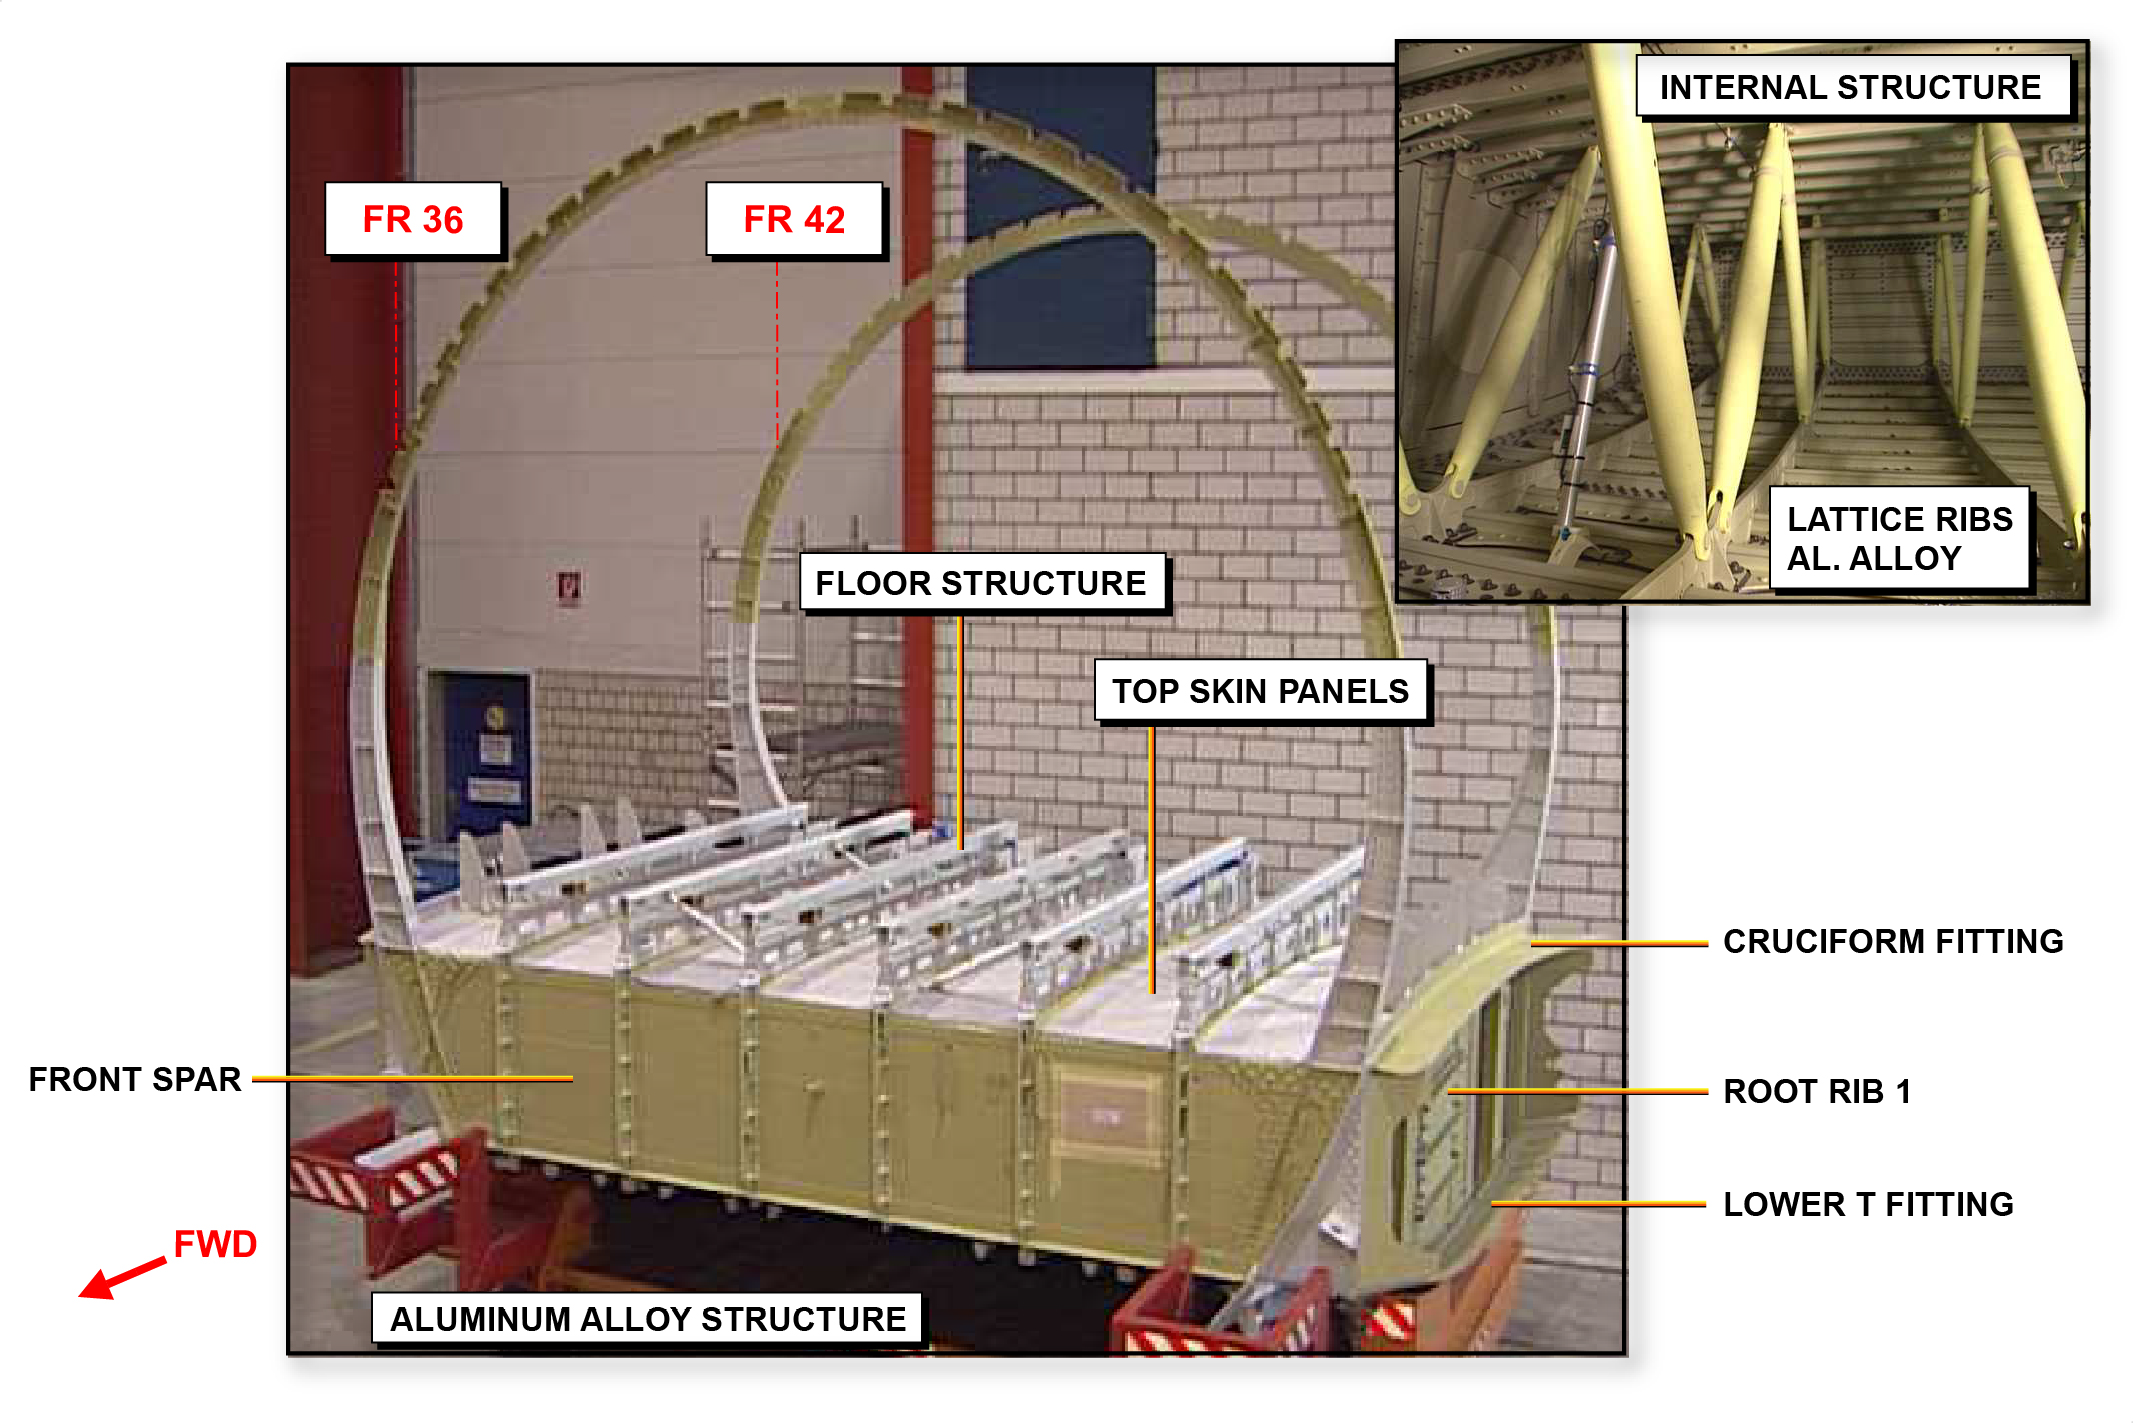 INTERNAL STRUCTURE
FR 36
FR 42
LATTICE RIBS
AL. ALLOY
FLOOR STRUCTURE
TOP SKIN PANELS
CRUCIFORM FITTING
FRONT SPAR
ROOT RIB 1
LOWER T FITTING
FWD
ALUMINUM ALLOY STRUCTURE